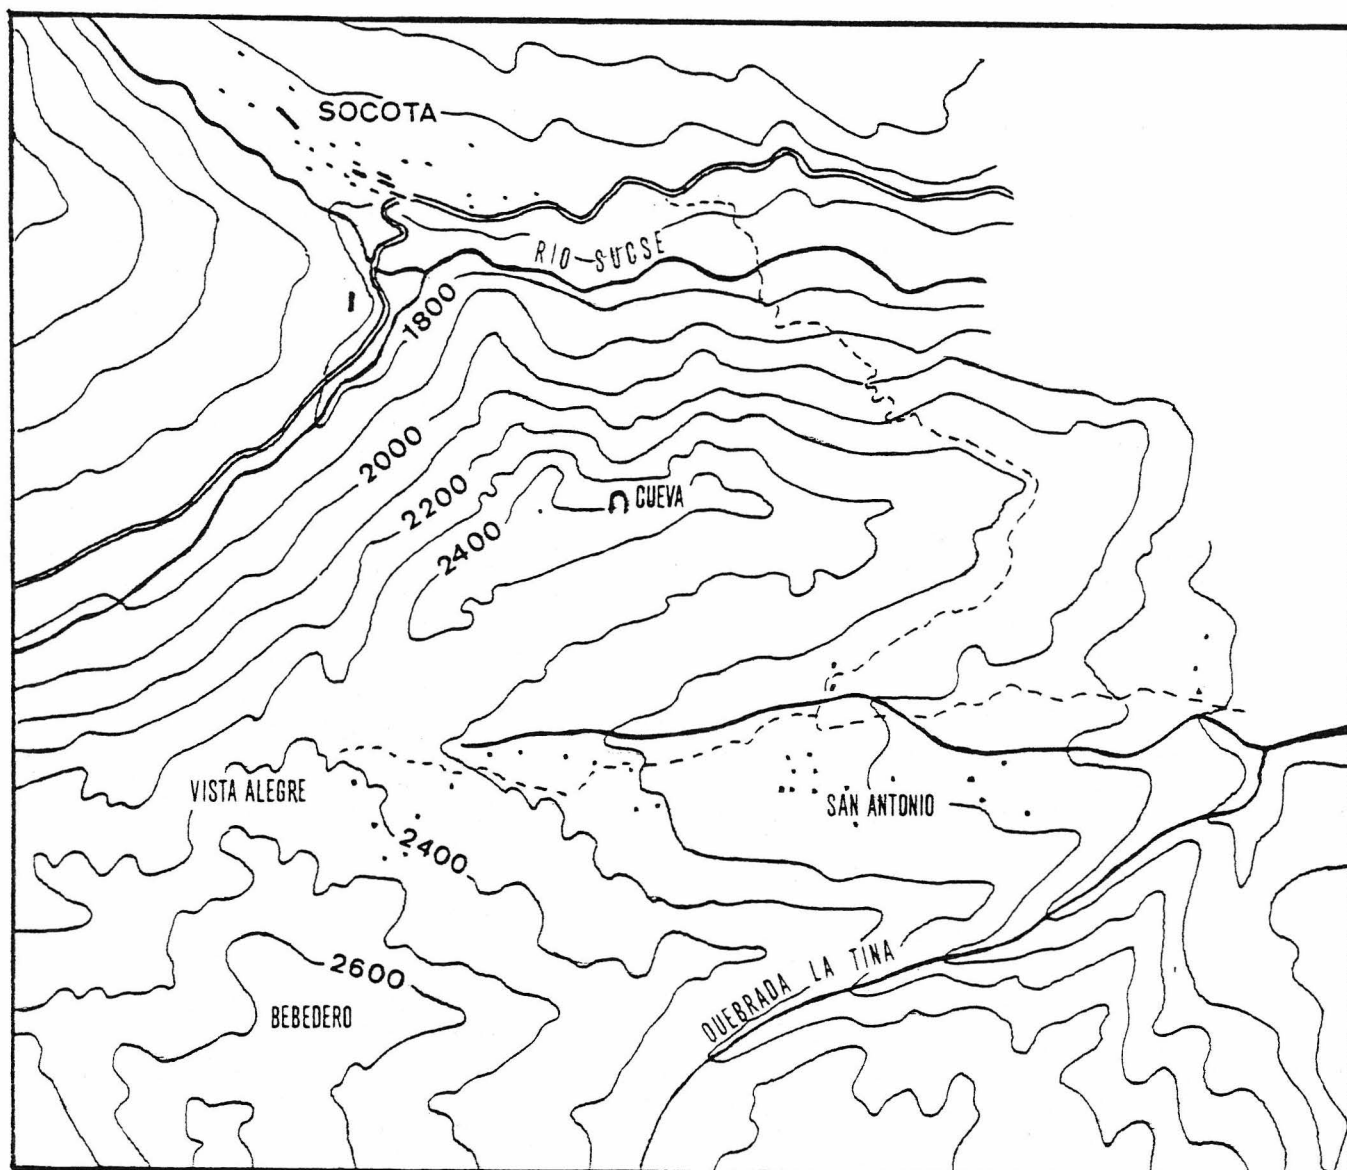 SOCOTA
RIO SUCSE
1800
2000
2200
2400
CUEVA
VISTA ALEGRE
2400
SAN ANTONIO
2600
BEBEDERO
QUEBRADA LA TINA